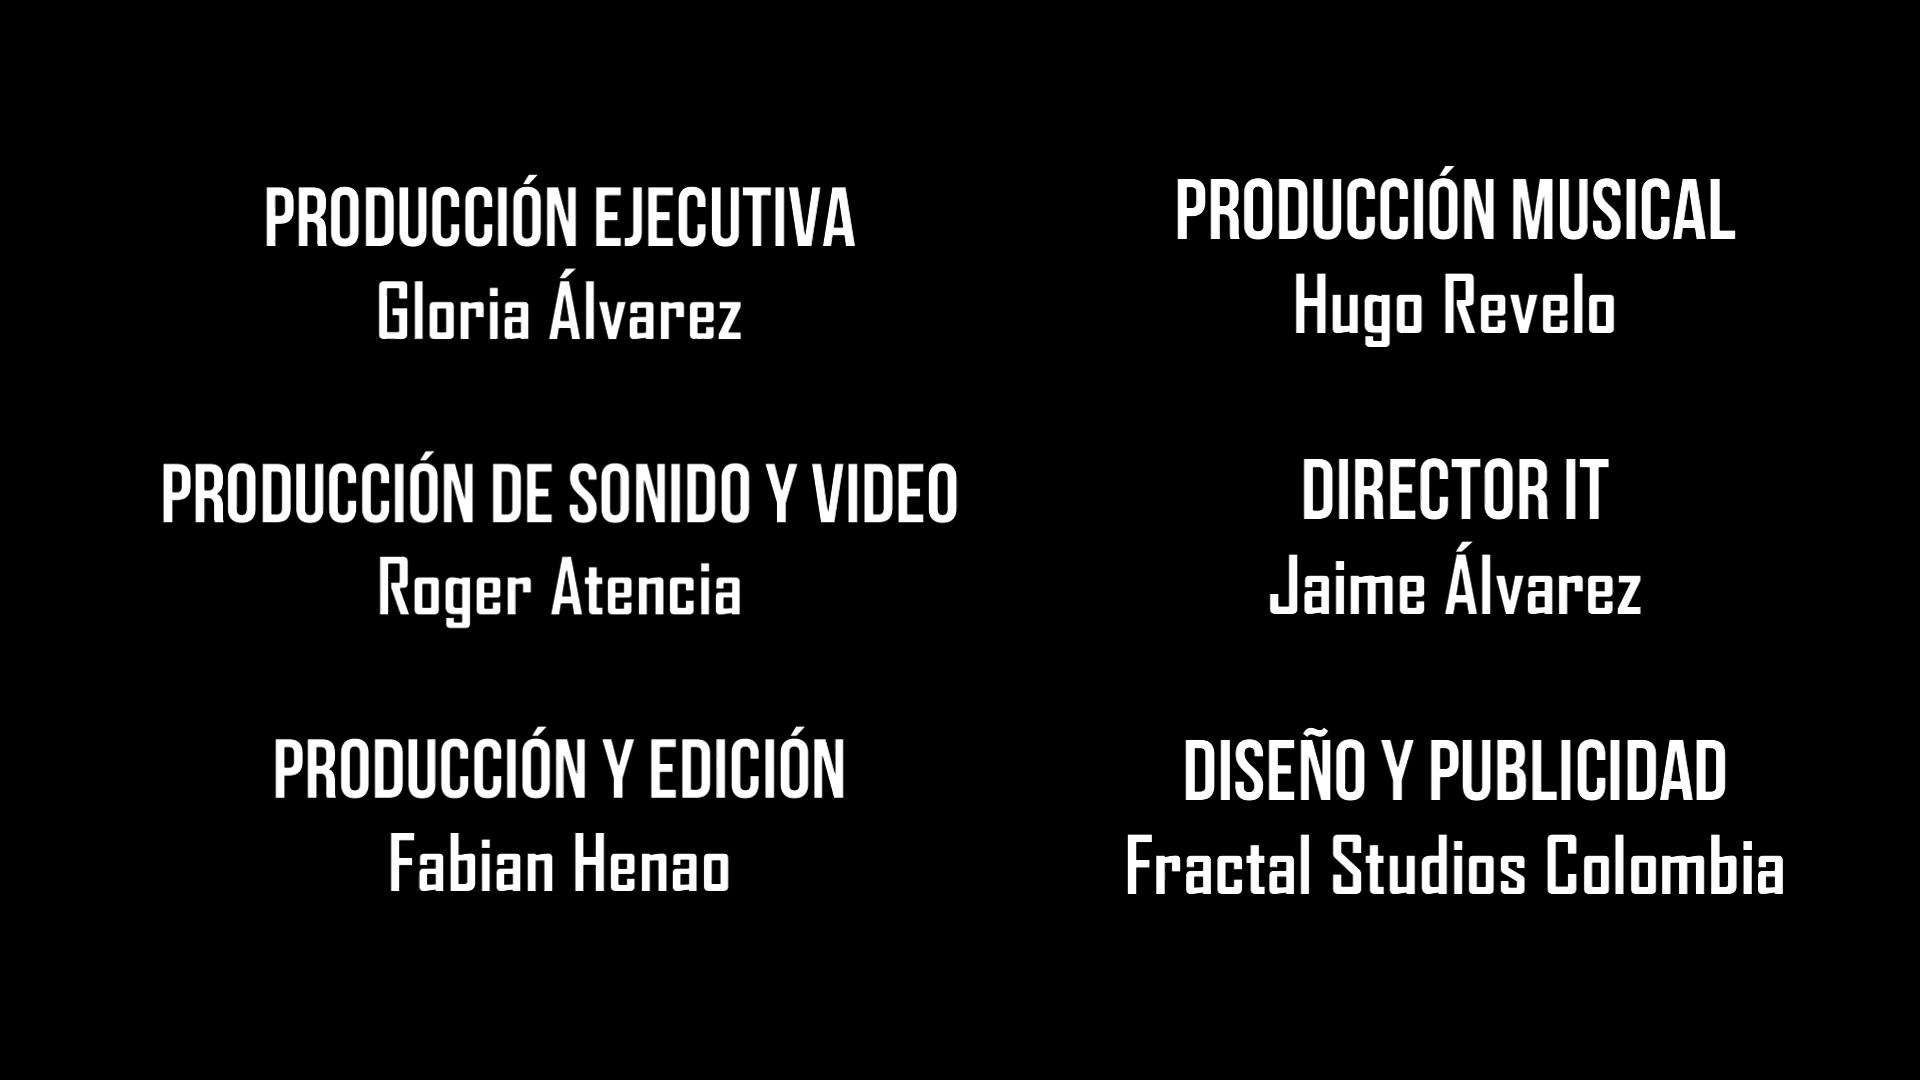 PRODUCCIÓN EJECUTIVA
Gloria Álvarez
PRODUCCIÓN DE SONIDO Y VIDEO
Roger Atencia
PRODUCCIÓN Y EDICIÓN
Fabian Henao
PRODUCCIÓN MUSICAL
Hugo Revelo
DIRECTOR IT
Jaime Álvarez
DISEÑO Y PUBLICIDAD
Fractal Studios Colombia